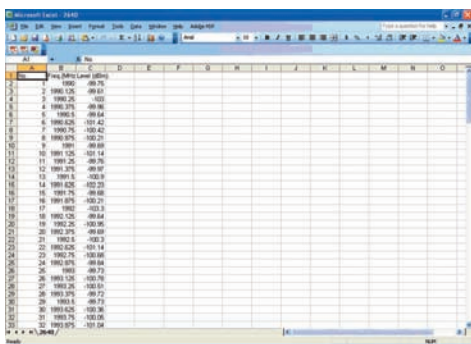 Microsoft Excel - 2640
File Edit View Insert Format Tools Data Window Help Adobe PDF
Arial 10
A1 No.
A B C D E F G H I J K L M N O
1 No. Freq.(MHz) Level (dBm)
2 1 1990 -99.75
3 2 1990.125 -99.61
4 3 1990.25 -103
5 4 1990.375 -99.96
6 5 1990.5 -99.64
7 6 1990.625 -101.42
8 7 1990.75 -100.42
9 8 1990.875 -100.21
10 9 1991 -99.69
11 10 1991.125 -101.14
12 11 1991.25 -99.76
13 12 1991.375 -99.97
14 13 1991.5 -100.9
15 14 1991.625 -102.23
16 15 1991.75 -99.68
17 16 1991.875 -100.21
18 17 1992 -103.3
19 18 1992.125 -99.64
20 19 1992.25 -100.95
21 20 1992.375 -99.69
22 21 1992.5 -100.3
23 22 1992.625 -101.14
24 23 1992.75 -100.88
25 24 1992.875 -99.84
26 25 1993 -99.73
27 26 1993.125 -100.78
28 27 1993.25 -100.51
29 28 1993.375 -99.72
30 29 1993.5 -99.73
31 30 1993.625 -100.36
32 31 1993.75 -100.05
33 32 1993.875 -101.04
2640
Ready NUM